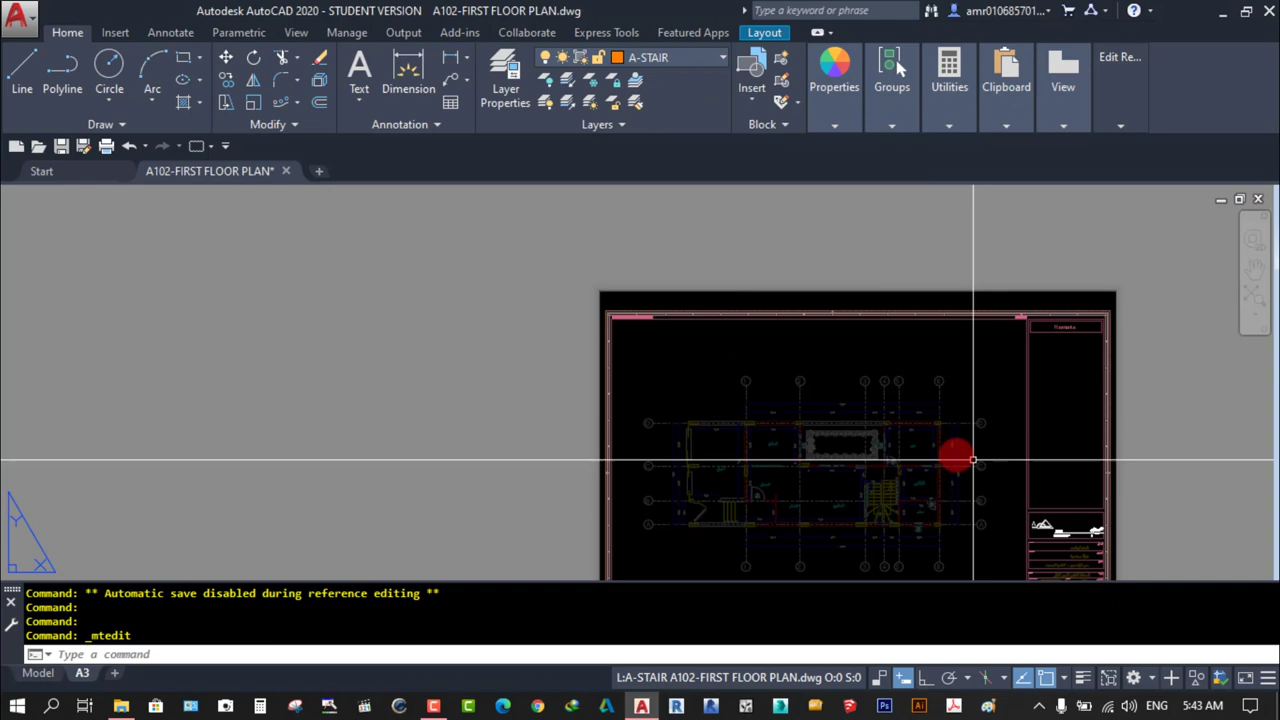 Autodesk AutoCAD 2020 - STUDENT VERSION A102-FIRST FLOOR PLAN.dwg
Type a keyword or phrase
amr010685701...
Home Insert Annotate Parametric View Manage Output Add-ins Collaborate Express Tools Featured Apps Layout
Line Polyline Circle Arc
Text Dimension
Layer Properties
A-STAIR
Insert
Properties Groups Utilities Clipboard View
Edit Re...
Draw Modify Annotation Layers Block
Start A102-FIRST FLOOR PLAN*
Y
X
Command: ** Automatic save disabled during reference editing **
Command:
Command:
Command: _mtedit
Type a command
Model A3
L:A-STAIR A102-FIRST FLOOR PLAN.dwg O:0 S:0
ENG 5:43 AM